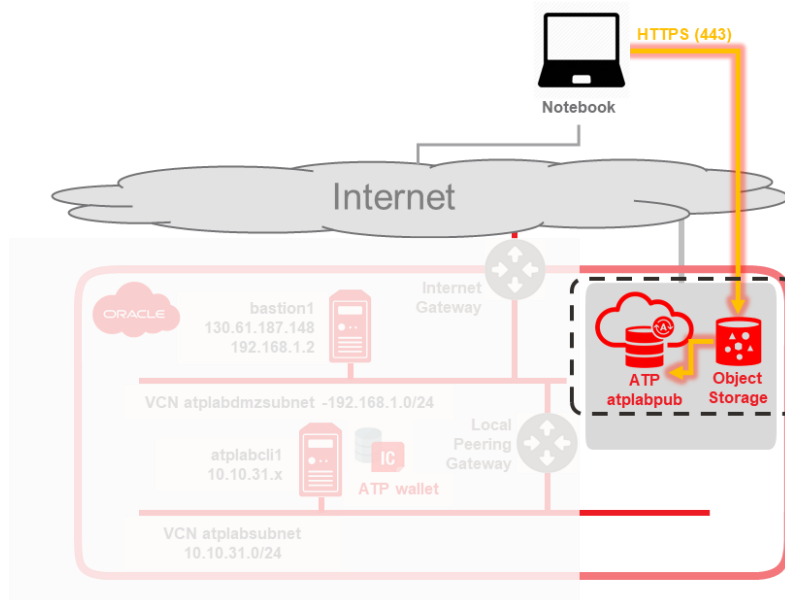 HTTPS (443)
Notebook
Internet
Internet
Gateway
ORACLE
bastion1
130.61.187.148
192.168.1.2
A
ATP
atplabpub
Object
Storage
VCN atplabdmzsubnet -192.168.1.0/24
Local
Peering
Gateway
atplabcli1
10.10.31.x
IC
ATP wallet
VCN atplabsubnet
10.10.31.0/24